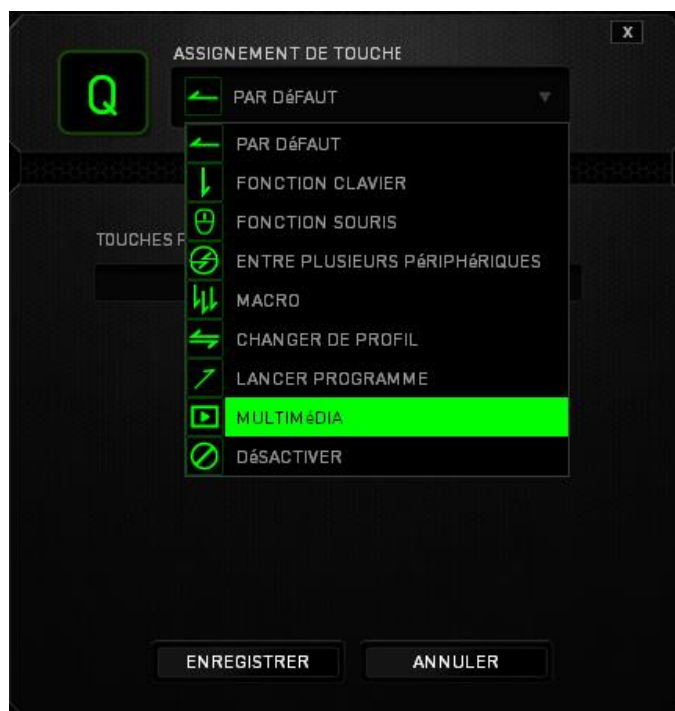 X
ASSIGNEMENT DE TOUCHE
Q
PAR DéFAUT
PAR DéFAUT
FONCTION CLAVIER
FONCTION SOURIS
TOUCHES
ENTRE PLUSIEURS PéRIPHéRIQUES
MACRO
CHANGER DE PROFIL
LANCER PROGRAMME
MULTIMéDIA
DéSACTIVER
ENREGISTRER
ANNULER